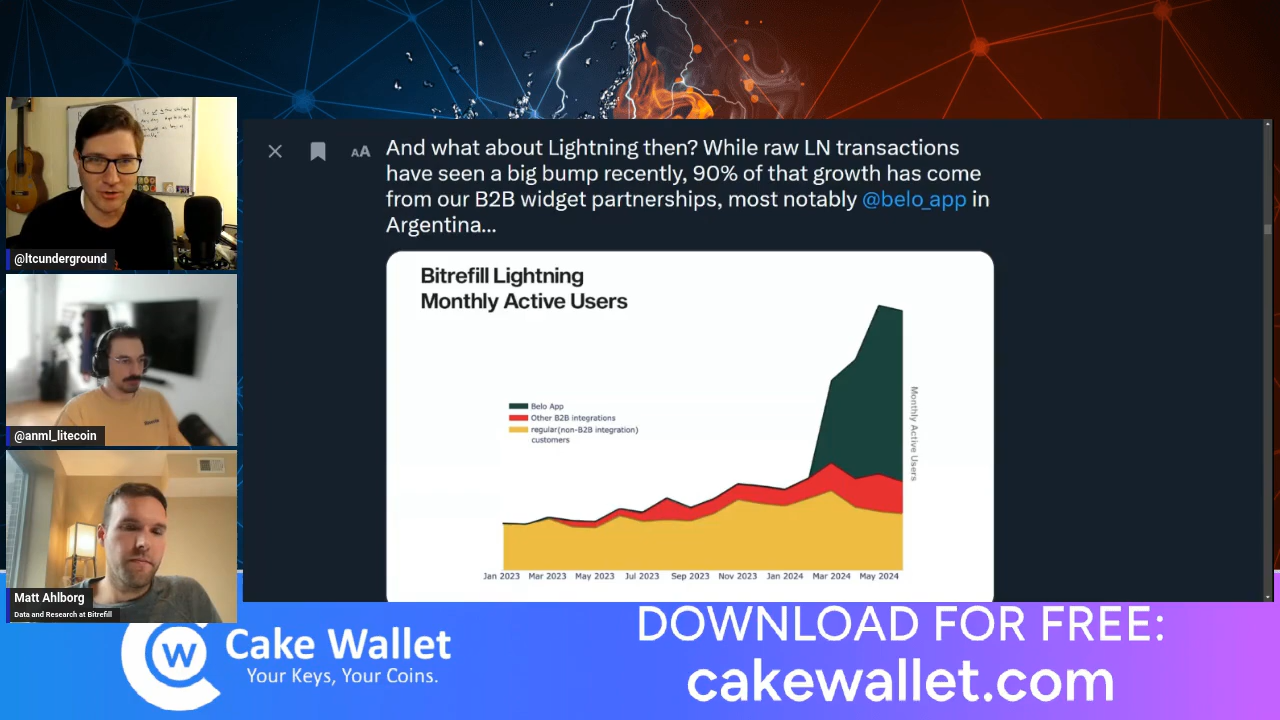 @ltcunderground
@anml_litecoin
Matt Ahlborg
Data and Research at Bitrefill
AA
And what about Lightning then? While raw LN transactions
have seen a big bump recently, 90% of that growth has come
from our B2B widget partnerships, most notably @belo_app in
Argentina...
Bitrefill Lightning
Monthly Active Users
Belo App
Other B2B integrations
regular(non-B2B integration)
customers
Monthly Active Users
Jan 2023 Mar 2023 May 2023 Jul 2023 Sep 2023 Nov 2023 Jan 2024 Mar 2024 May 2024
W
Cake Wallet
Your Keys, Your Coins.
DOWNLOAD FOR FREE:
cakewallet.com